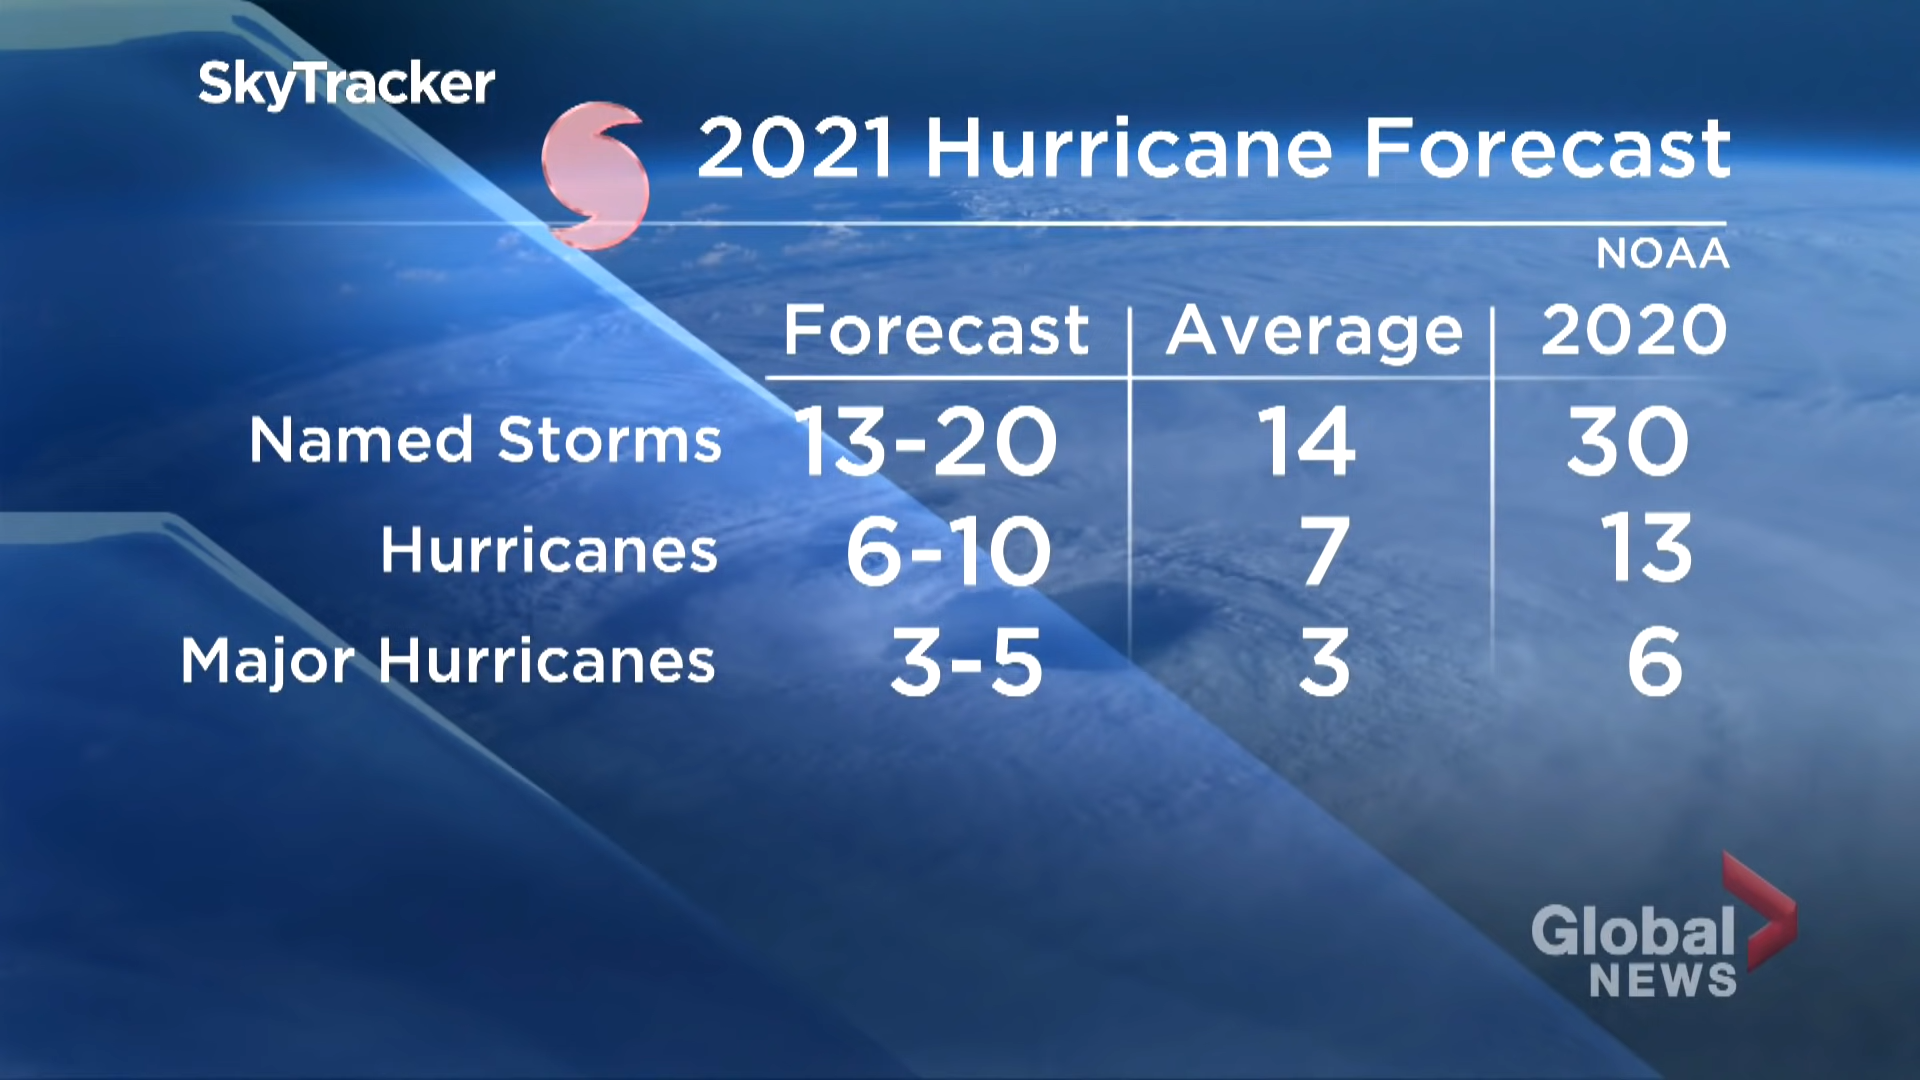 SkyTracker
2021 Hurricane Forecast
NOAA
Forecast Average 2020
Named Storms 13-20 14 30
Hurricanes 6-10 7 13
Major Hurricanes 3-5 3 6
Global
NEWS